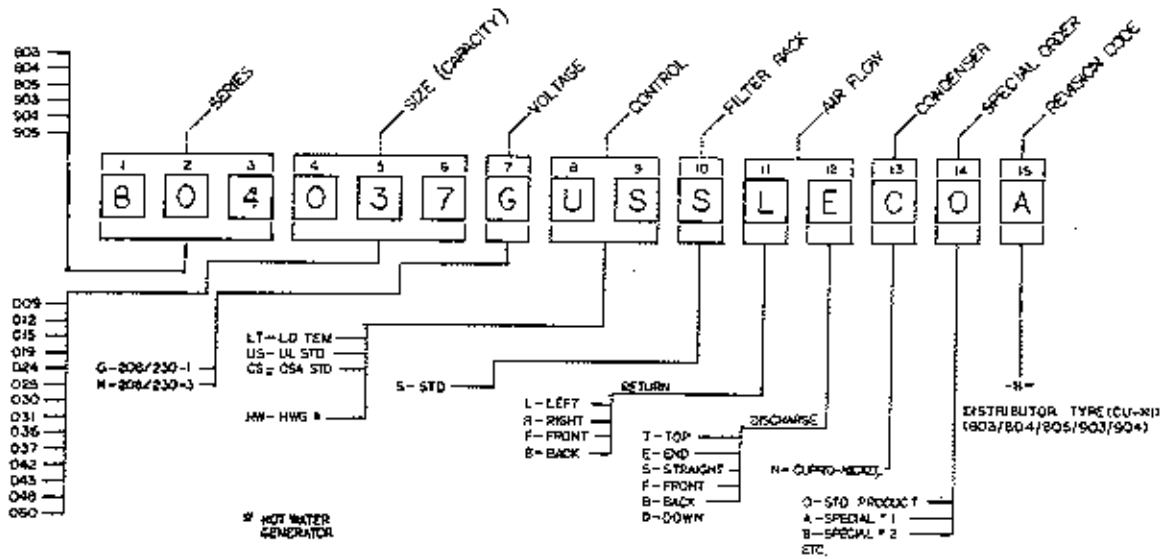 803
804
805
903
904
905
SERIES
SIZE (CAPACITY)
VOLTAGE
CONTROL
FILTER RACK
AIR FLOW
CONDENSER
SPECIAL ORDER
REVISION CODE
1 2 3 4 5 6 7 8 9 10 11 12 13 14 15
8 0 4 0 3 7 G U S S L E C O A
009
012
015
019
024
025
030
031
036
037
042
043
048
060
G-208/230-1
H-208/230-3
LT-LO TEM
US-UL STD
CS-CSA STD
HW-HWG *
S-STD
RETURN
L-LEFT
R-RIGHT
F-FRONT
B-BACK
DISCHARGE
T-TOP
E-END
S-STRAIGHT
F-FRONT
B-BACK
D-DOWN
N-CUPRO-NICKEL
O-STD PRODUCT
A-SPECIAL #1
B-SPECIAL #2
ETC.
DISTRIBUTOR TYPE
(803/804/805/903/904)
* HOT WATER
GENERATOR